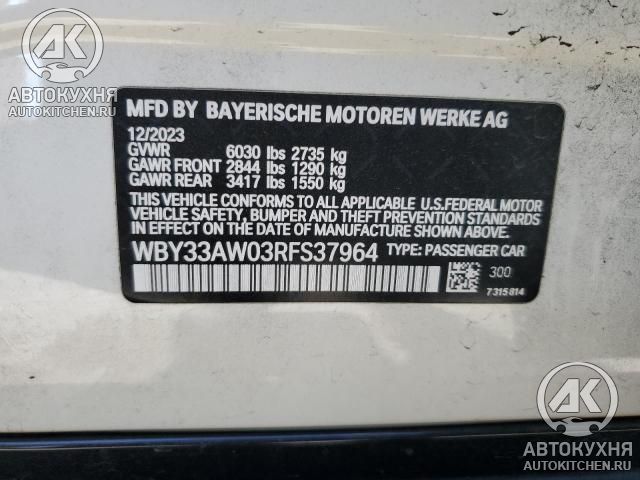 AK
АВТОКУХНЯ
AUTOKITCHEN.RU
MFD BY BAYERISCHE MOTOREN WERKE AG
12/2023
GVWR 6030 lbs 2735 kg
GAWR FRONT 2844 lbs 1290 kg
GAWR REAR 3417 lbs 1550 kg
THIS VEHICLE CONFORMS TO ALL APPLICABLE U.S.FEDERAL MOTOR
VEHICLE SAFETY, BUMPER AND THEFT PREVENTION STANDARDS
IN EFFECT ON THE DATE OF MANUFACTURE SHOWN ABOVE.
WBY33AW03RFS37964 TYPE: PASSENGER CAR
300
7315814
AK
АВТОКУХНЯ
AUTOKITCHEN.RU